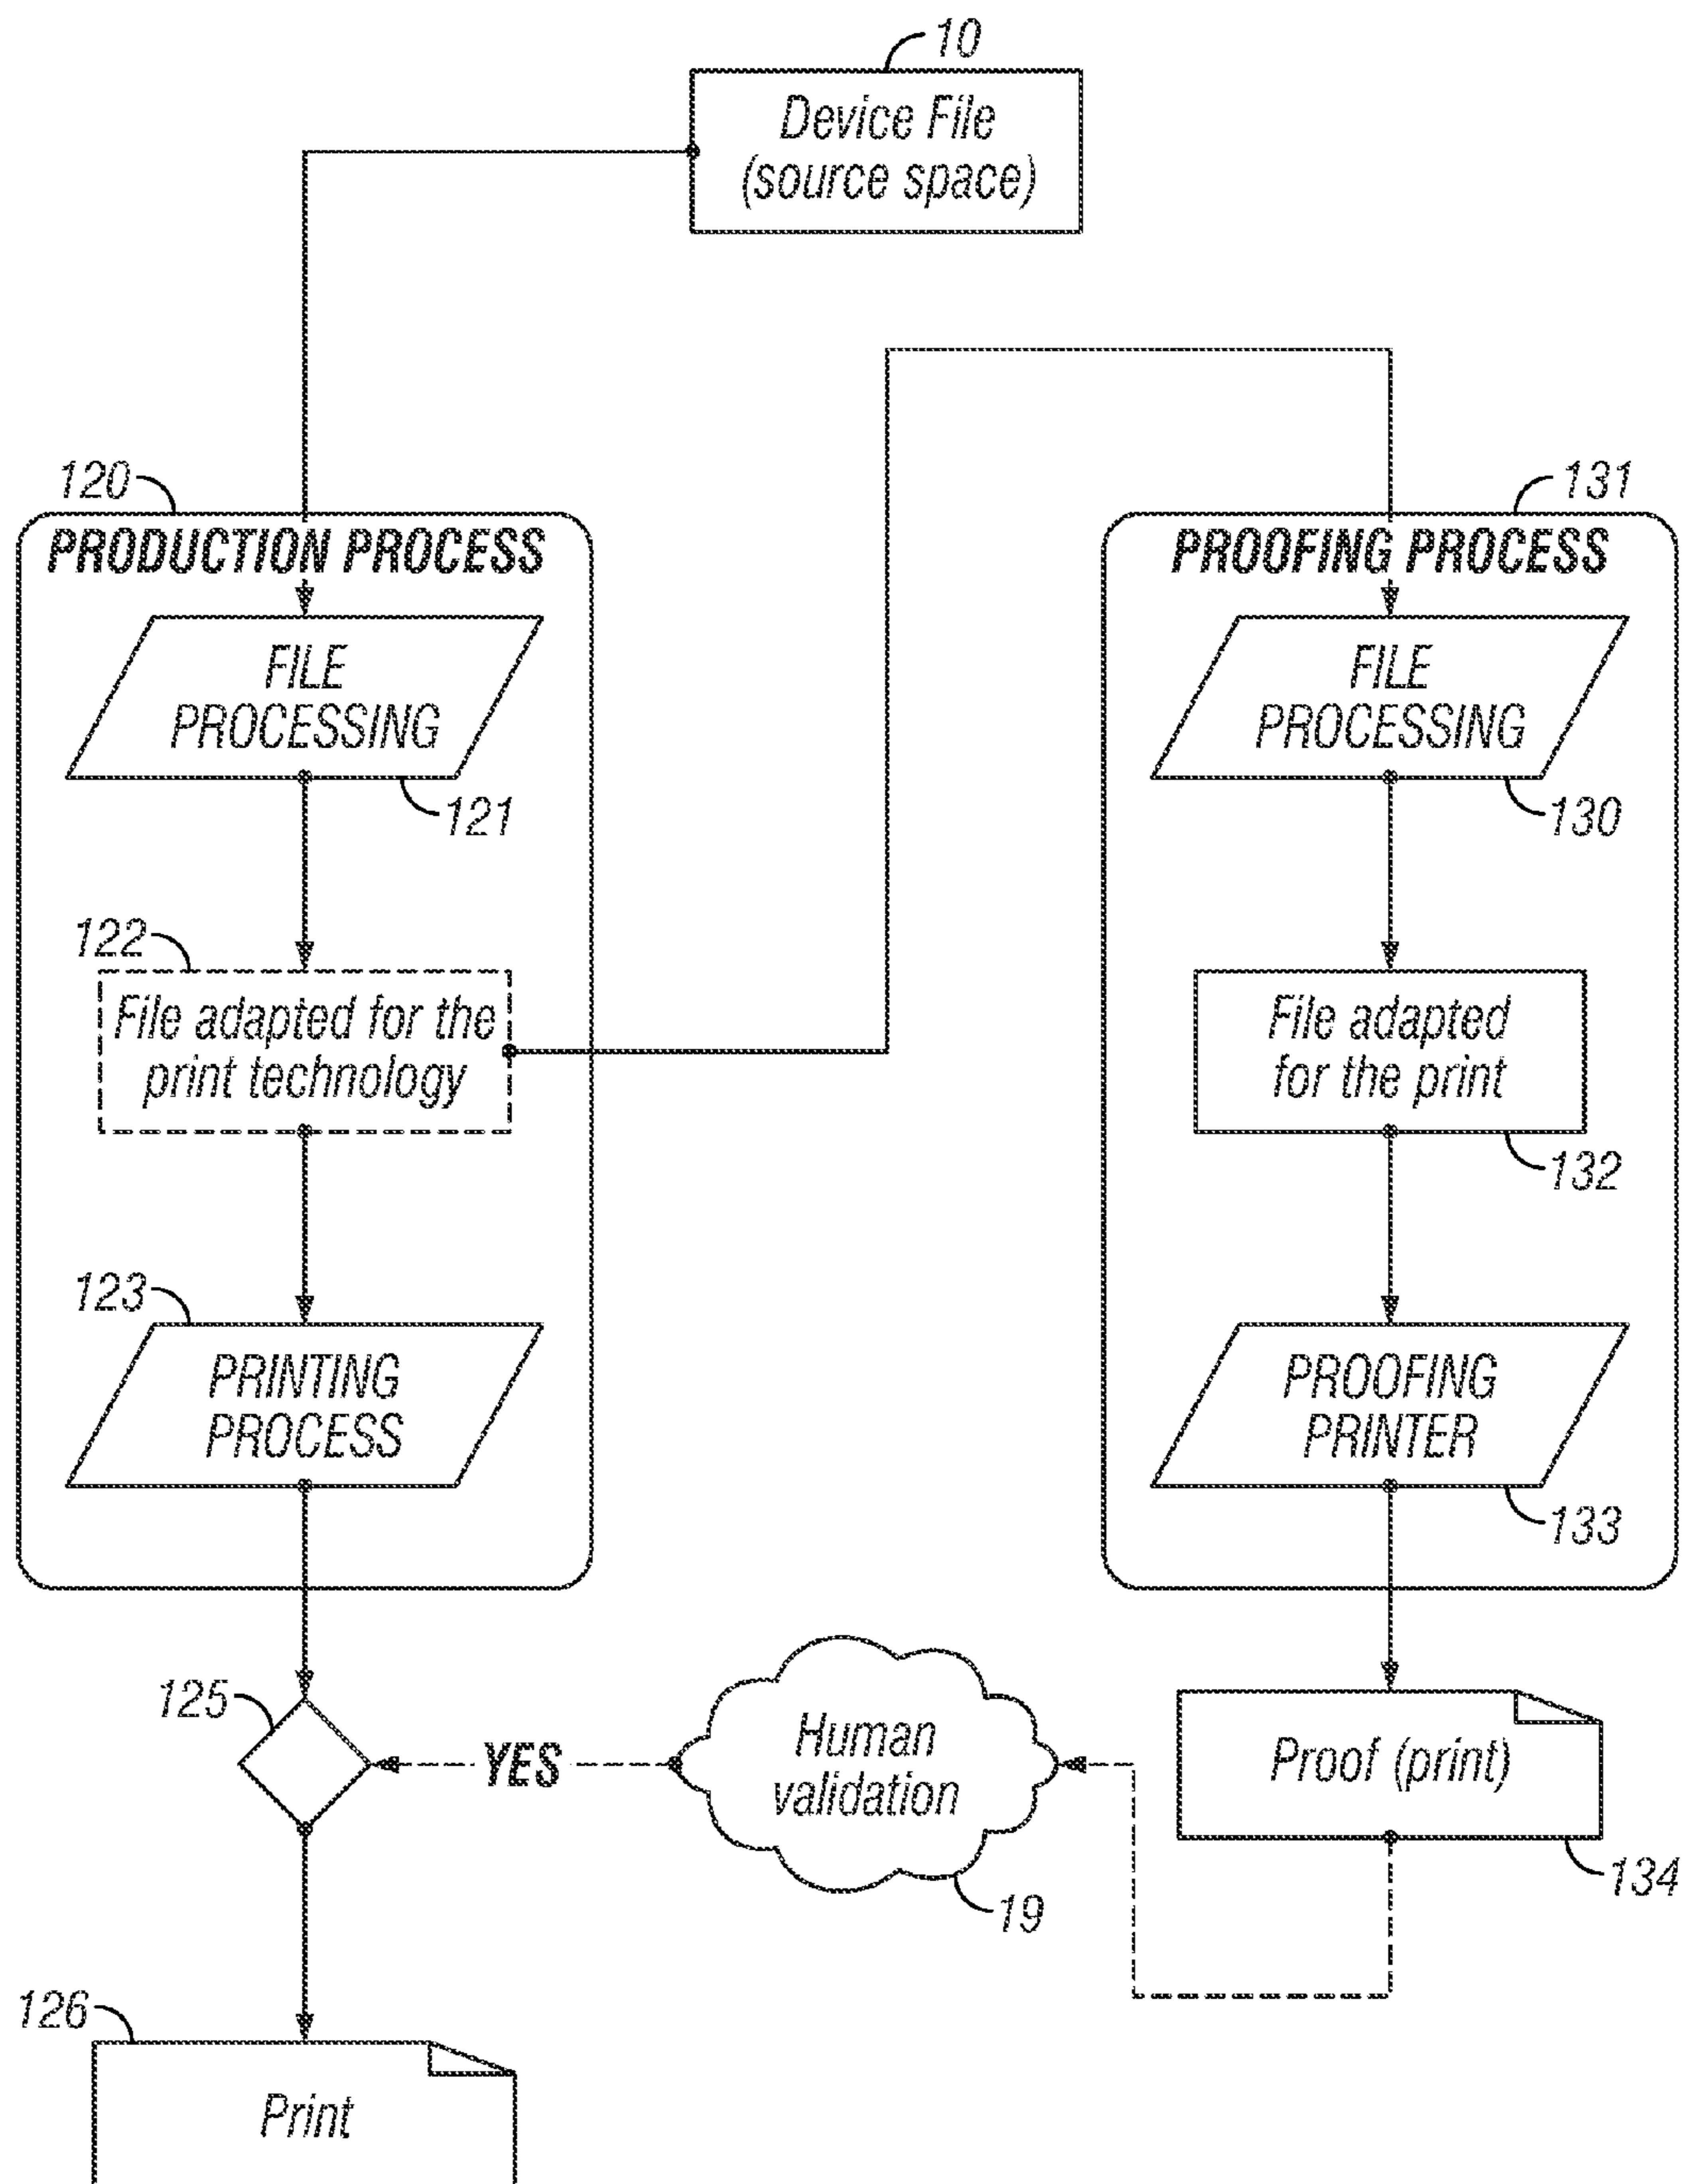 10
Device File
(source space)
120
PRODUCTION PROCESS
FILE
PROCESSING
121
122
File adapted for the
print technology
123
PRINTING
PROCESS
131
PROOFING PROCESS
FILE
PROCESSING
130
File adapted
for the print
132
PROOFING
PRINTER
133
125
YES
Human
validation
19
Proof (print)
134
126
Print